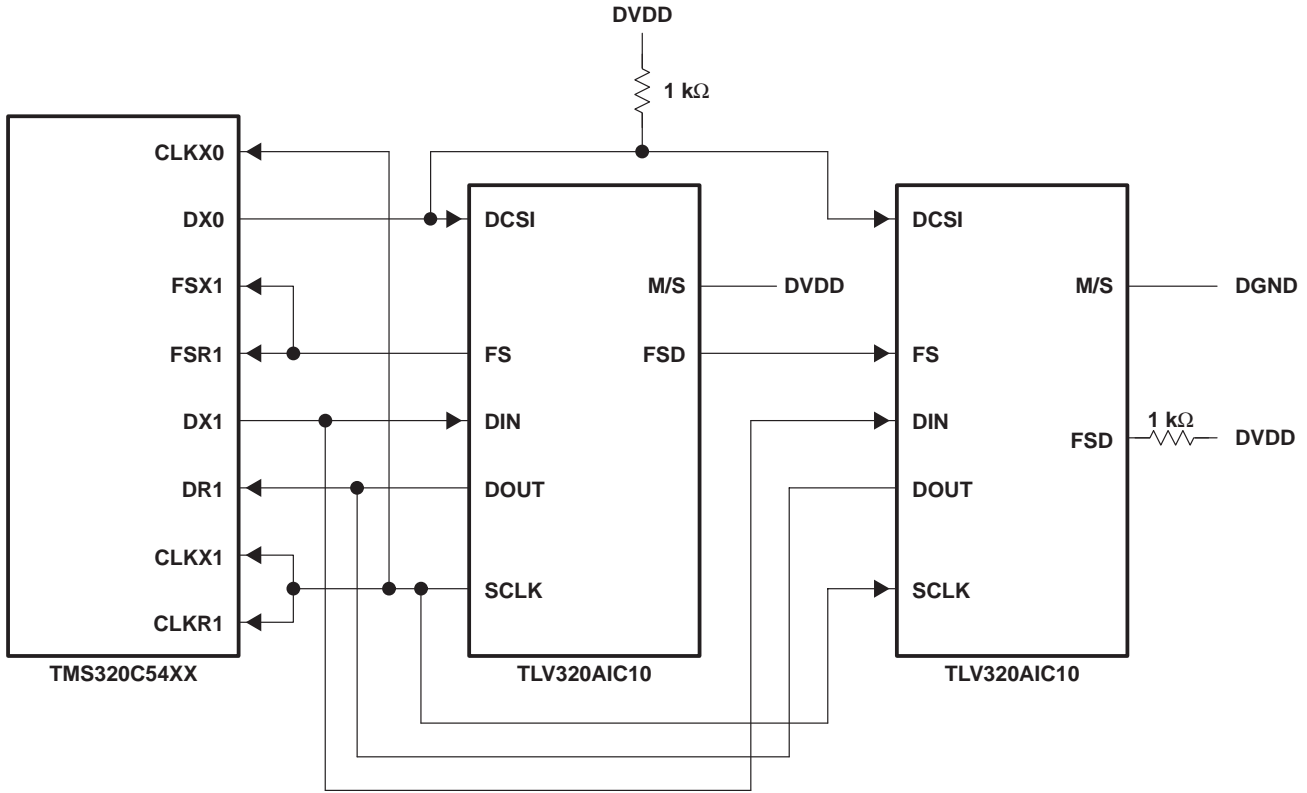 DVDD
1 kΩ
CLKX0
DX0
FSX1
FSR1
DX1
DR1
CLKX1
CLKR1
TMS320C54XX
DCSI
M/S
DVDD
FS
FSD
DIN
DOUT
SCLK
TLV320AIC10
DCSI
M/S
DGND
FS
DIN
FSD
1 kΩ
DVDD
DOUT
SCLK
TLV320AIC10